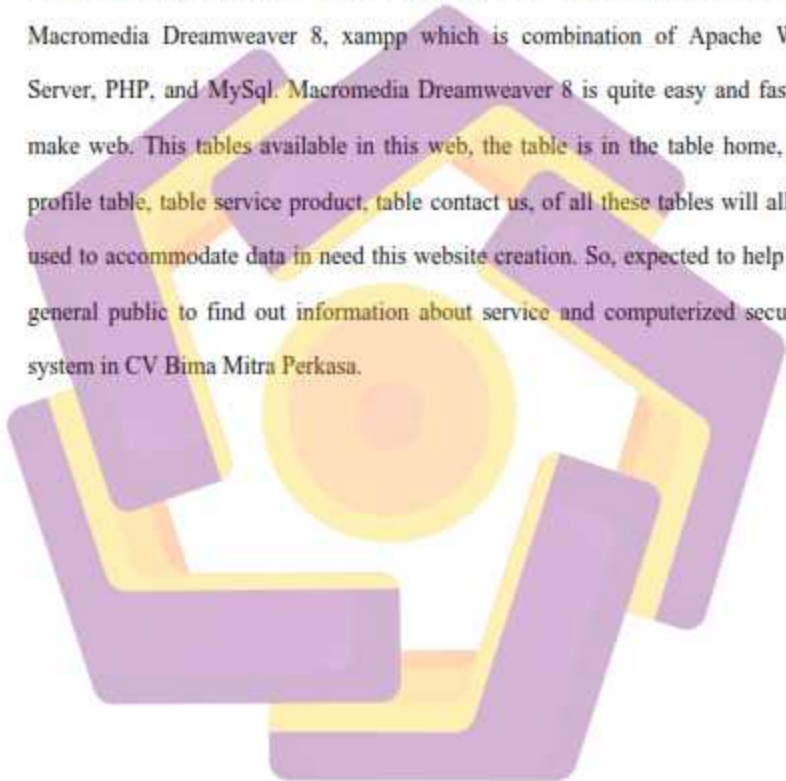 Macromedia Dreamweaver 8, xampp which is combination of Apache
Server, PHP, and MySql. Macromedia Dreamweaver 8 is quite easy and
make web. This tables available in this web, the table is in the table home,
profile table, table service product, table contact us, of all these tables will
used to accommodate data in need this website creation. So, expected to help
general public to find out information about service and computerized
system in CV Bima Mitra Perkasa.